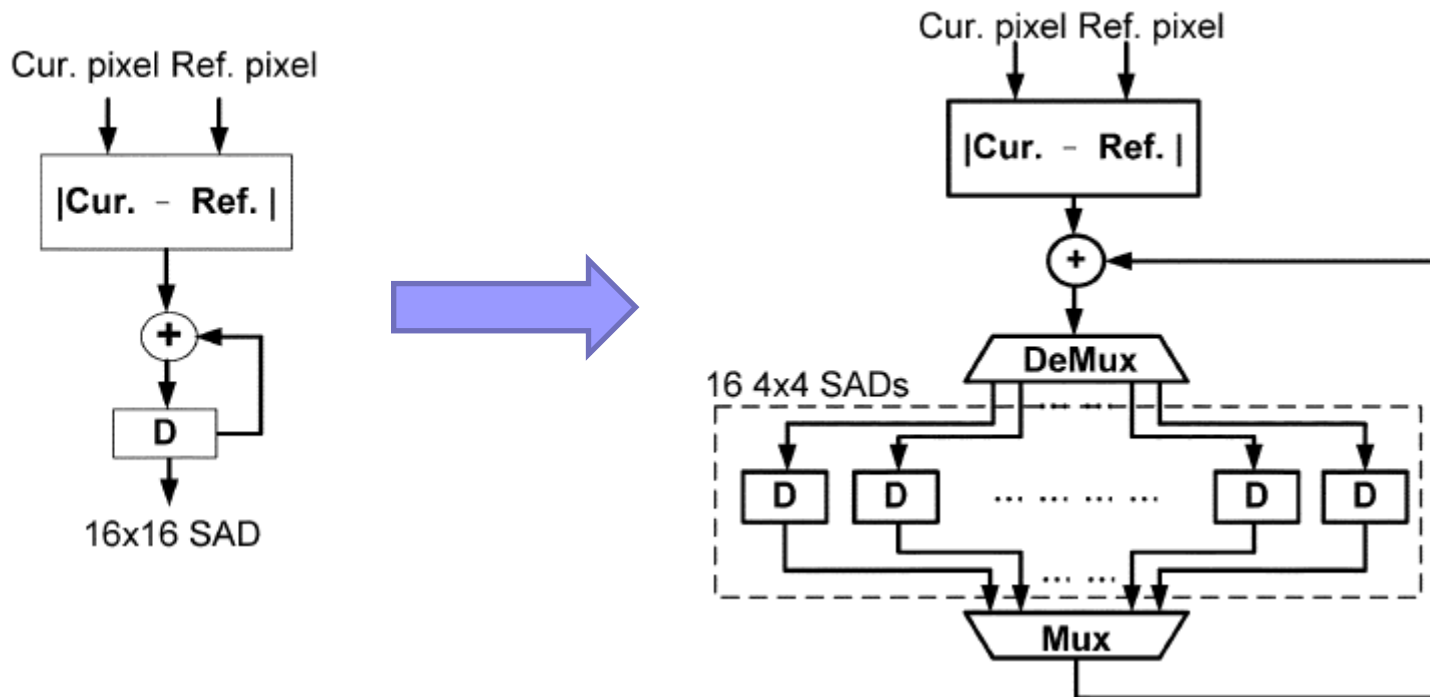 Cur. pixel Ref. pixel
|Cur. - Ref. |
+
D
16x16 SAD
Cur. pixel Ref. pixel
|Cur. - Ref. |
+
DeMux
16 4x4 SADs
... ...
D D ... ... ... ... D D
... ...
Mux